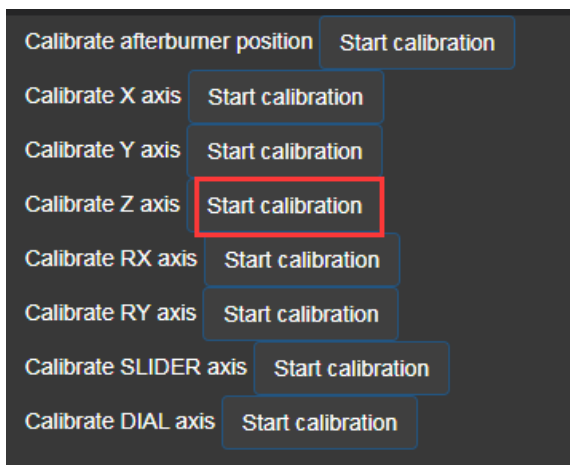 Calibrate afterburner position Start calibration
Calibrate X axis Start calibration
Calibrate Y axis Start calibration
Calibrate Z axis Start calibration
Calibrate RX axis Start calibration
Calibrate RY axis Start calibration
Calibrate SLIDER axis Start calibration
Calibrate DIAL axis Start calibration